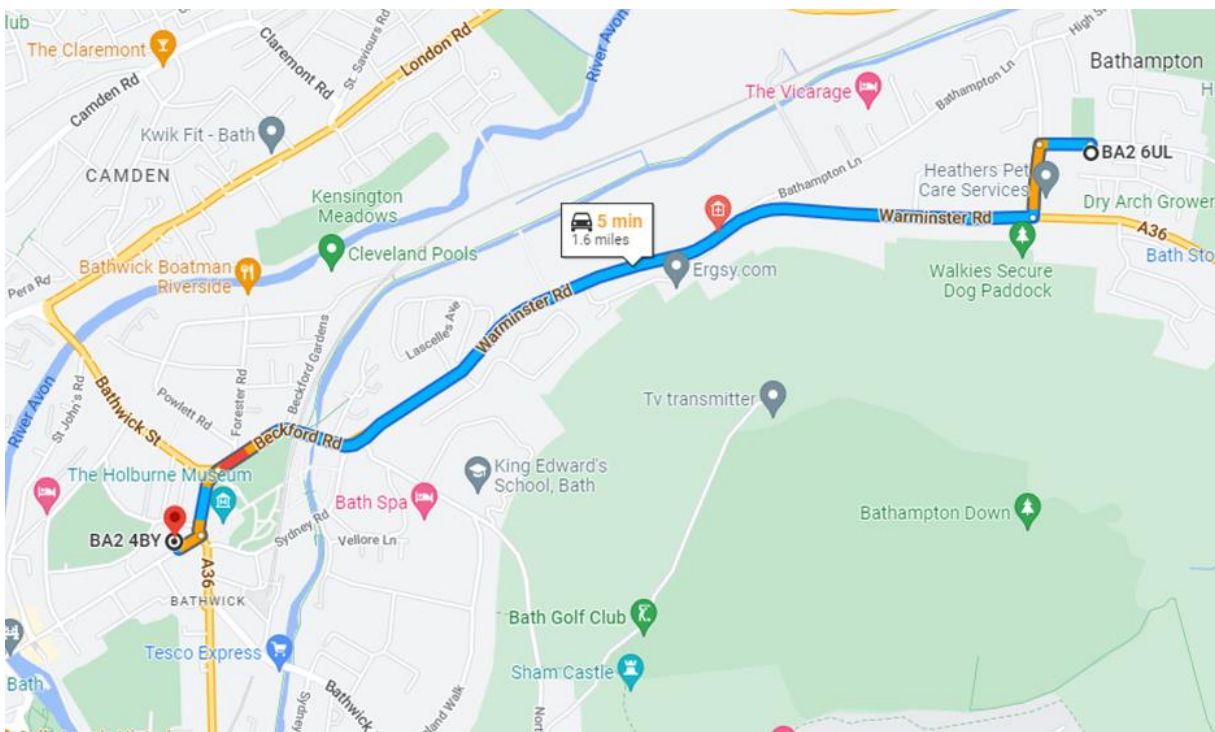 lub
The Claremont
Camden Rd
Claremont Rd
St. Saviours Rd
London Rd
River Avon
High S
Bathampton
H
The Vicarage
Bathampton Ln
Kwik Fit - Bath
CAMDEN
BA2 6UL
Heathers Pet
Care Services
Bathampton Ln
Kensington
Meadows
Dry Arch Grower
5 min
1.6 miles
Warminster Rd
A36
Cleveland Pools
Bath Sto
Bathwick Boatman
Riverside
Pera Rd
Ergsy.com
Walkies Secure
Dog Paddock
Warminster Rd
Lascelles Ave
Beckford Gardens
River Avon
St John's Rd
Bathwick St
Powlett Rd
Forester Rd
Tv transmitter
Beckford Rd
The Holburne Museum
King Edward's
School, Bath
Bath Spa
Bathampton Down
BA2 4BY
Sydney Rd
Vellore Ln
A36
BATHWICK
Bath Golf Club
Tesco Express
Sham Castle
Bath
Bathwick
Sydney
land Walk
Nort